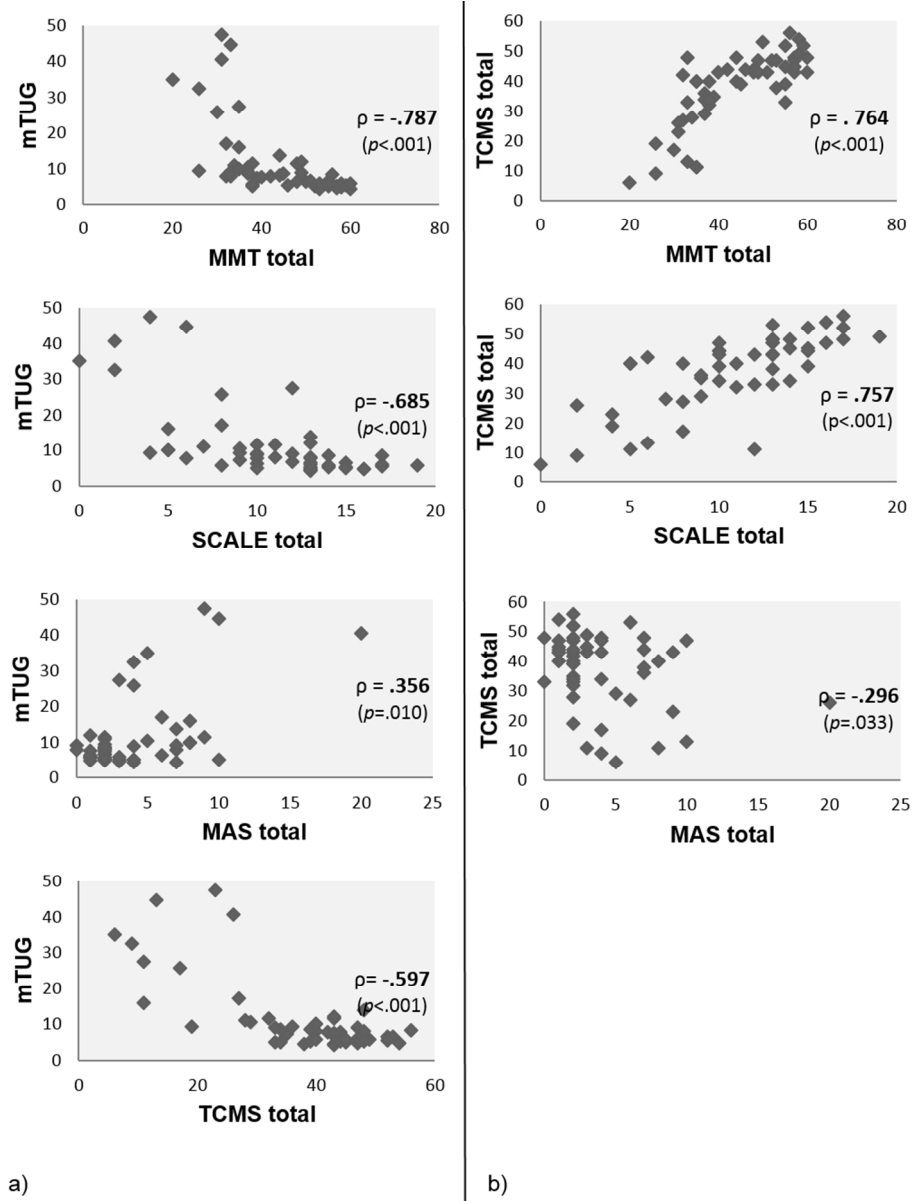 50
40
30
20
10
0
mTUG
ρ = -.787
(p<.001)
0 20 40 60 80
MMT total
50
40
30
20
10
0
mTUG
ρ= -.685
(p<.001)
0 5 10 15 20
SCALE total
50
40
30
20
10
0
mTUG
ρ = .356
(p=.010)
0 5 10 15 20 25
MAS total
50
40
30
20
10
0
mTUG
ρ= -.597
(p<.001)
0 20 40 60
TCMS total
a)
60
50
40
30
20
10
0
TCMS total
ρ = . 764
(p<.001)
0 20 40 60 80
MMT total
60
50
40
30
20
10
0
TCMS total
ρ = .757
(p<.001)
0 5 10 15 20
SCALE total
60
50
40
30
20
10
0
TCMS total
ρ = -.296
(p=.033)
0 5 10 15 20 25
MAS total
b)